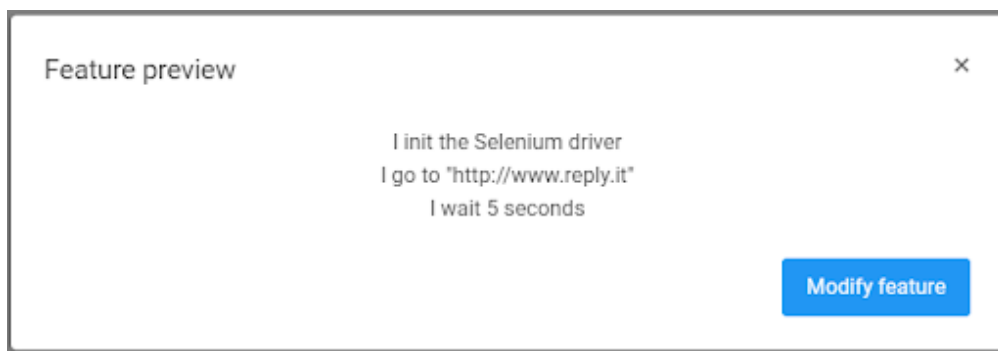 Feature preview
×
I init the Selenium driver
I go to "http://www.reply.it"
I wait 5 seconds
Modify feature